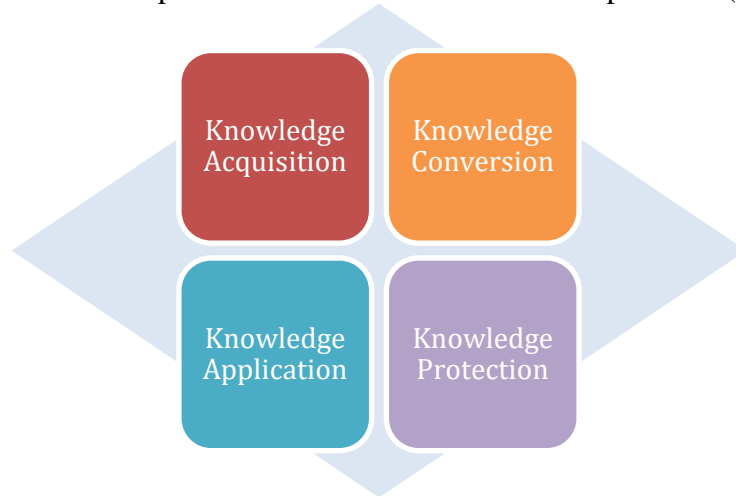 Knowledge
Acquisition
Knowledge
Conversion
Knowledge
Application
Knowledge
Protection